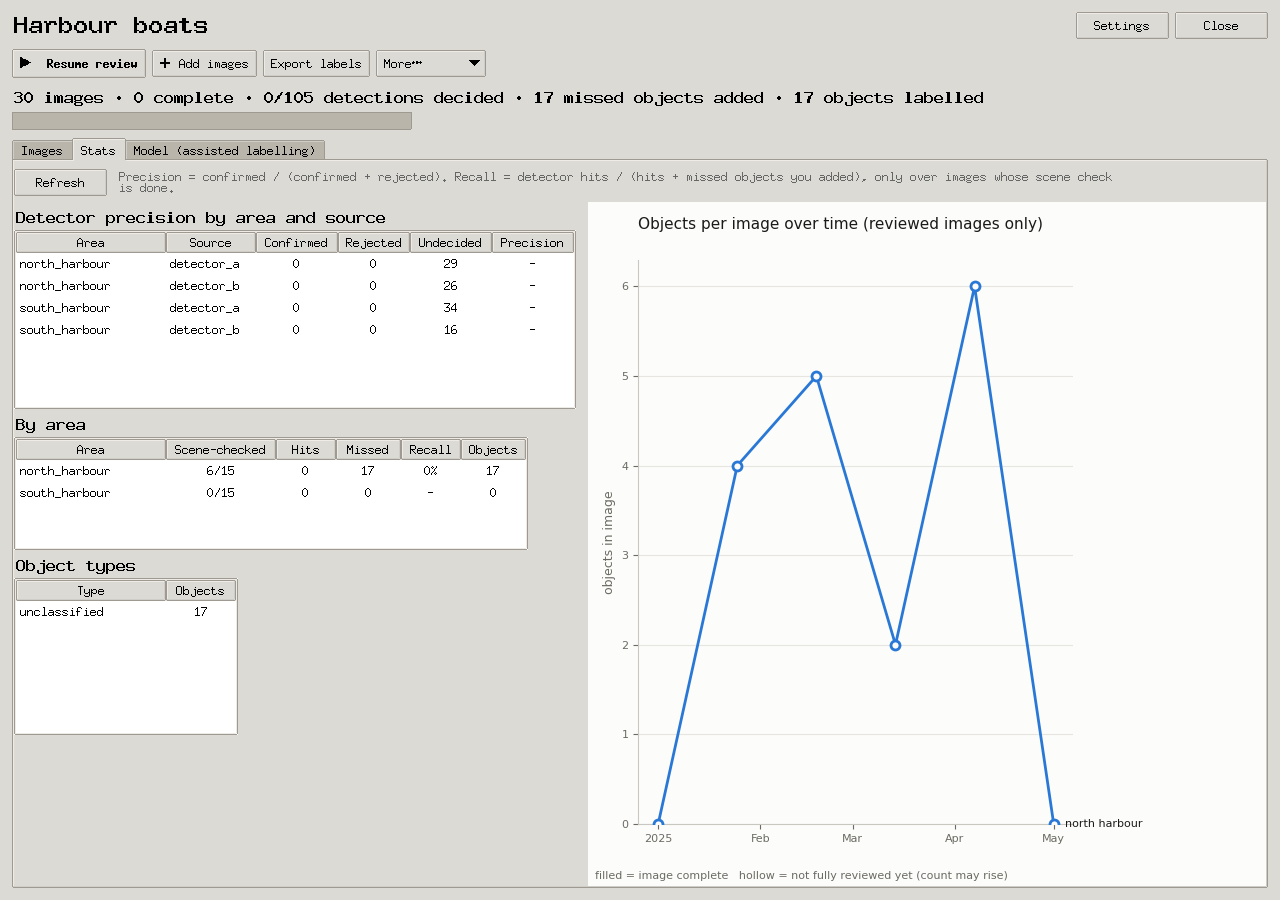 Harbour boats
Settings
Close
Resume review
+ Add images
Export labels
More…
30 images • 0 complete • 0/105 detections decided • 17 missed objects added • 17 objects labelled
Images
Stats
Model (assisted labelling)
Refresh
Precision = confirmed / (confirmed + rejected). Recall = detector hits / (hits + missed objects you added), only over images whose scene check
is done.
Detector precision by area and source
Area Source Confirmed Rejected Undecided Precision
north_harbour detector_a 0 0 29 -
north_harbour detector_b 0 0 26 -
south_harbour detector_a 0 0 34 -
south_harbour detector_b 0 0 16 -
By area
Area Scene-checked Hits Missed Recall Objects
north_harbour 6/15 0 17 0% 17
south_harbour 0/15 0 0 - 0
Object types
Type Objects
unclassified 17
Objects per image over time (reviewed images only)
objects in image
6
5
4
3
2
1
0
north harbour
2025 Feb Mar Apr May
filled = image complete hollow = not fully reviewed yet (count may rise)